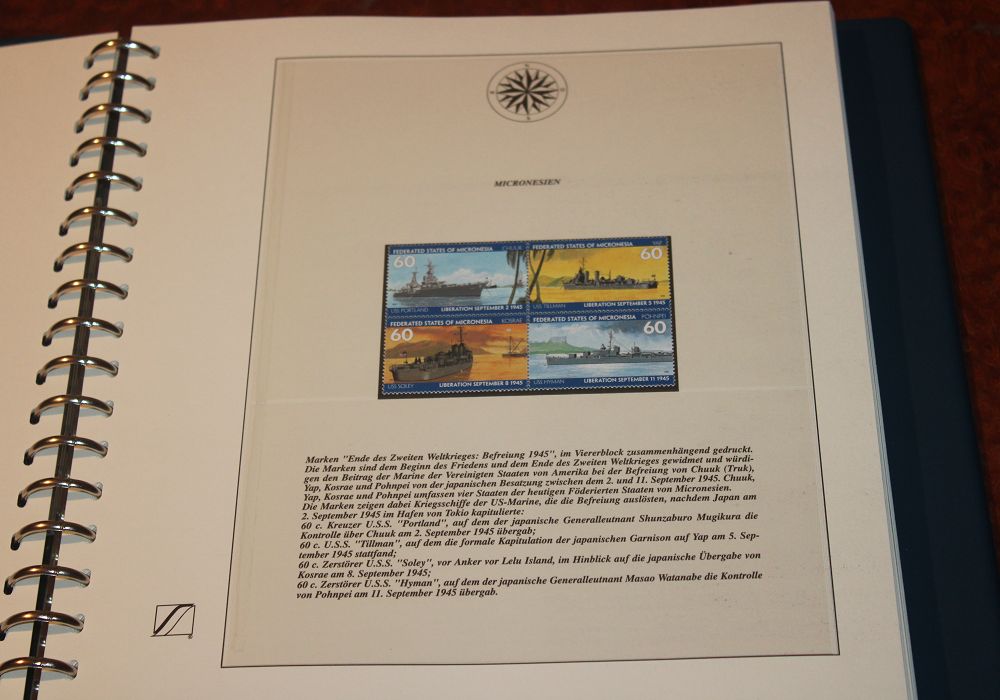 MICRONESIEN
FEDERATED STATES OF MICRONESIA CHUUK
60
USS PORTLAND LIBERATION SEPTEMBER 2 1945
FEDERATED STATES OF MICRONESIA YAP
60
USS TILLMAN LIBERATION SEPTEMBER 5 1945
FEDERATED STATES OF MICRONESIA KOSRAE
60
USS SOLEY LIBERATION SEPTEMBER 8 1945
FEDERATED STATES OF MICRONESIA POHNPEI
60
USS HYMAN LIBERATION SEPTEMBER 11 1945
Marken "Ende des Zweiten Weltkrieges: Befreiung 1945", im Viererblock zusammenhängend gedruckt.
Die Marken sind dem Beginn des Friedens und dem Ende des Zweiten Weltkrieges gewidmet und würdi-
gen den Beitrag der Marine der Vereinigten Staaten von Amerika bei der Befreiung von Chuuk (Truk),
Yap, Kosrae und Pohnpei von der japanischen Besatzung zwischen dem 2. und 11. September 1945. Chuuk,
Yap, Kosrae und Pohnpei umfassen vier Staaten der heutigen Föderierten Staaten von Micronesien.
Die Marken zeigen dabei Kriegsschiffe der US-Marine, die die Befreiung auslösten, nachdem Japan am
2. September 1945 im Hafen von Tokio kapitulierte:
60 c. Kreuzer U.S.S. "Portland", auf dem der japanische Generalleutnant Shunzaburo Mugikura die
Kontrolle über Chuuk am 2. September 1945 übergab;
60 c. U.S.S. "Tillman", auf dem die formale Kapitulation der japanischen Garnison auf Yap am 5. Sep-
tember 1945 stattfand;
60 c. Zerstörer U.S.S. "Soley", vor Anker vor Lelu Island, im Hinblick auf die japanische Übergabe von
Kosrae am 8. September 1945;
60 c. Zerstörer U.S.S. "Hyman", auf dem der japanische Generalleutnant Masao Watanabe die Kontrolle
von Pohnpei am 11. September 1945 übergab.